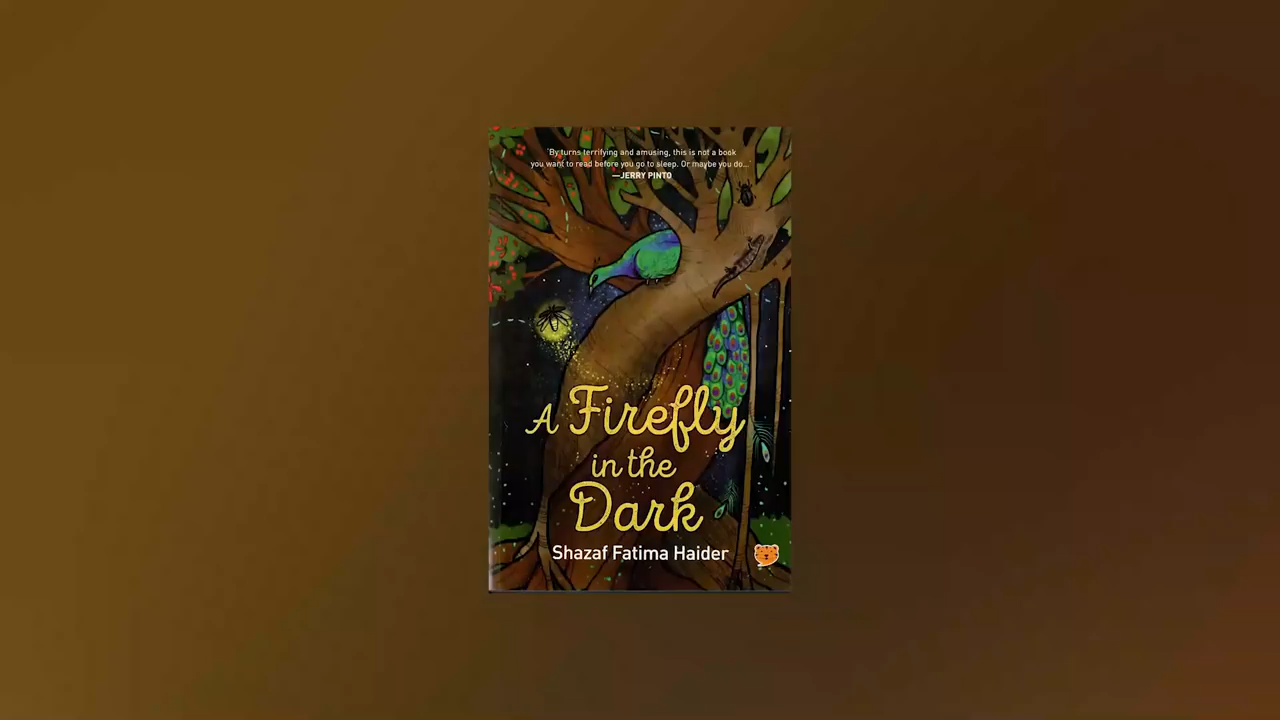 'By turns terrifying and amusing, this is not a book
you want to read before you go to sleep. Or maybe you do...'
—JERRY PINTO
A Firefly
in the
Dark
Shazaf Fatima Haider